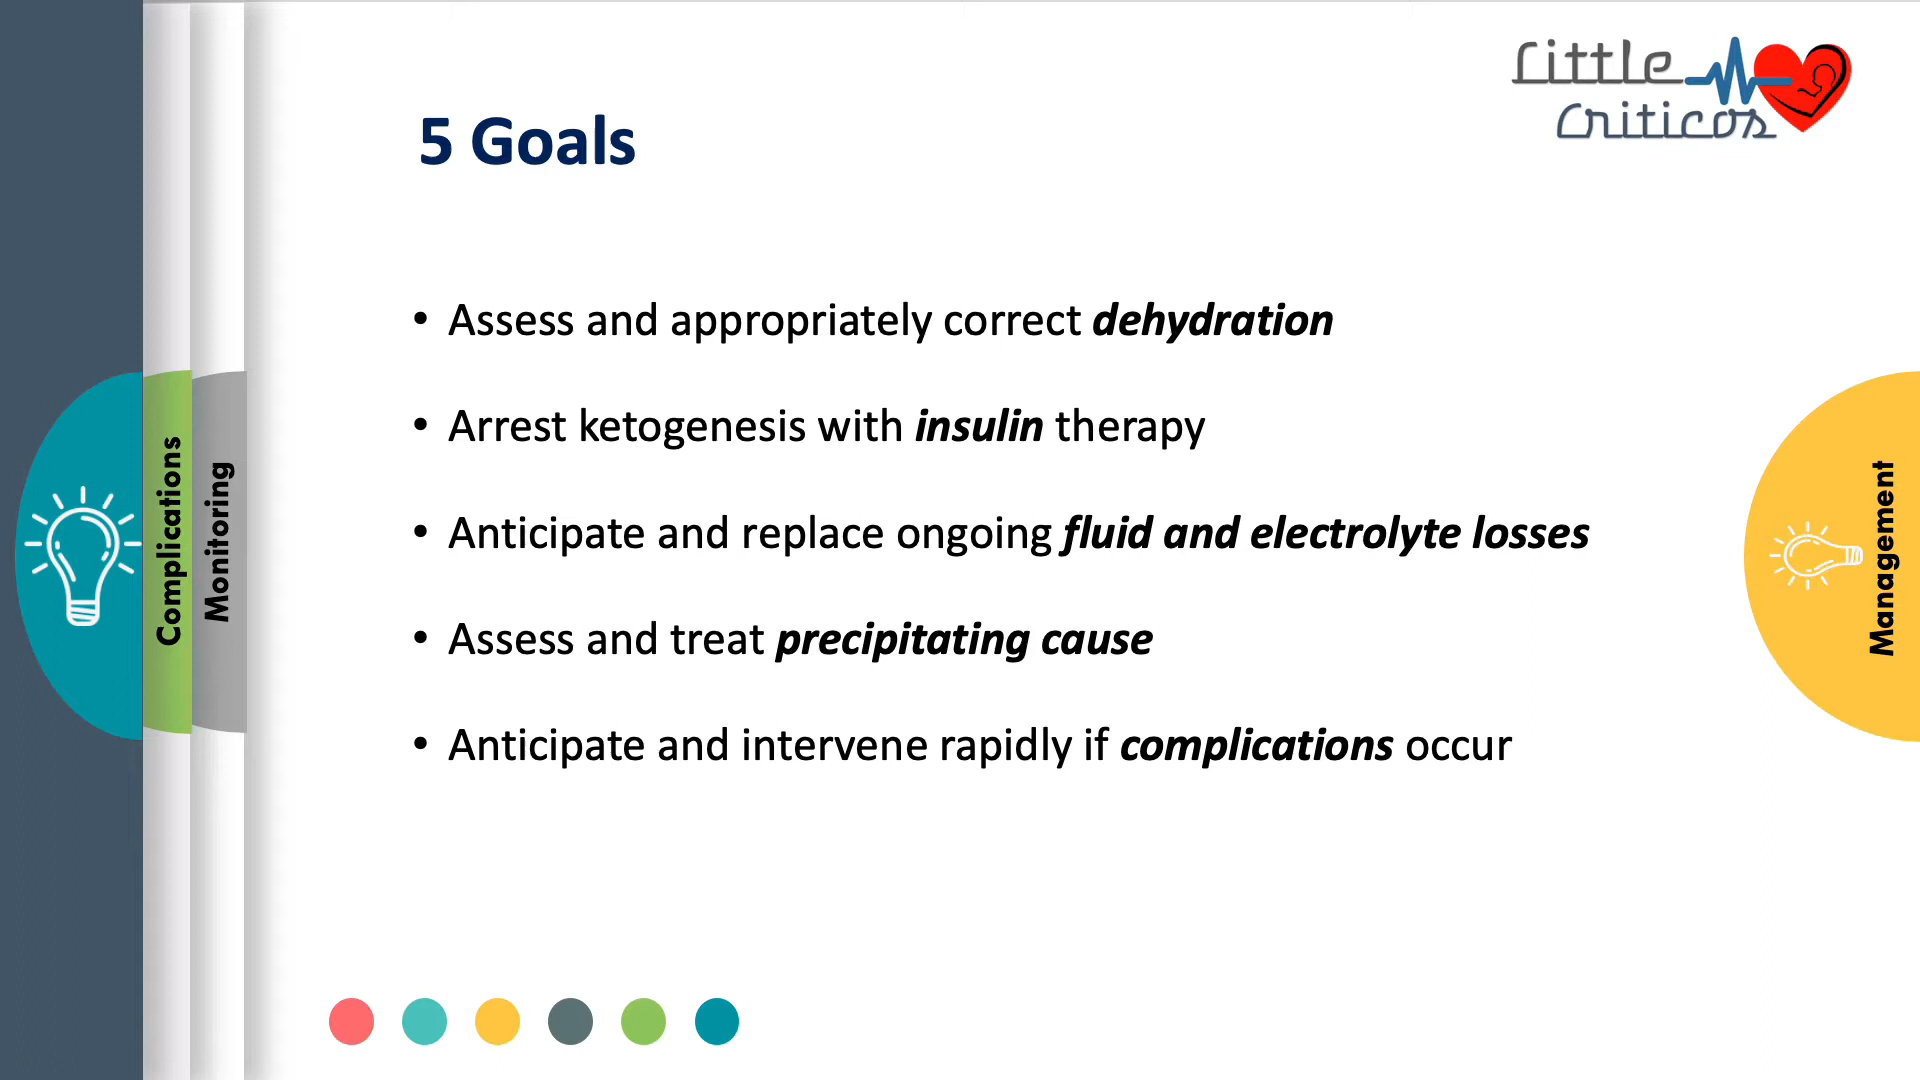 Little
Criticos
5 Goals
• Assess and appropriately correct dehydration
• Arrest ketogenesis with insulin therapy
• Anticipate and replace ongoing fluid and electrolyte losses
• Assess and treat precipitating cause
• Anticipate and intervene rapidly if complications occur
Complications
Monitoring
Management